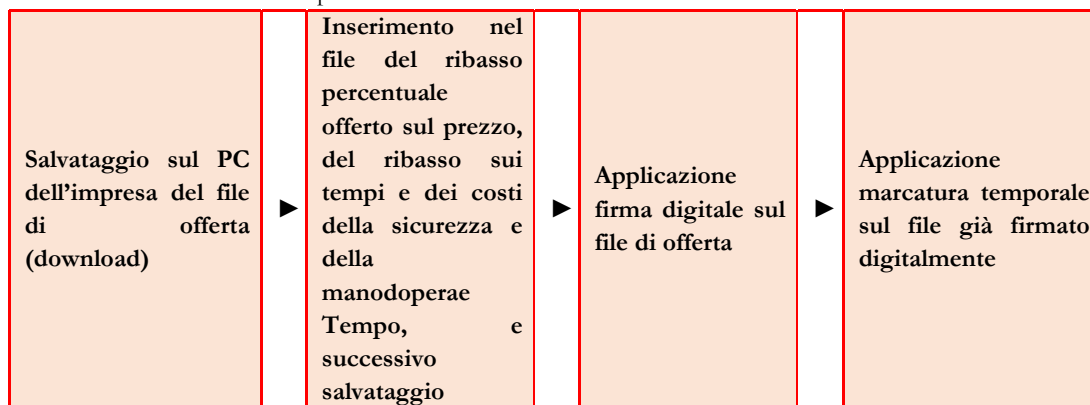 Salvataggio sul PC
dell'impresa del file
di offerta
(download)
►
Inserimento nel
file del ribasso
percentuale
offerto sul prezzo,
del ribasso sui
tempi e dei costi
della sicurezza e
della
manodoperae
Tempo, e
successivo
salvataggio
►
Applicazione
firma digitale sul
file di offerta
►
Applicazione
marcatura temporale
sul file già firmato
digitalmente